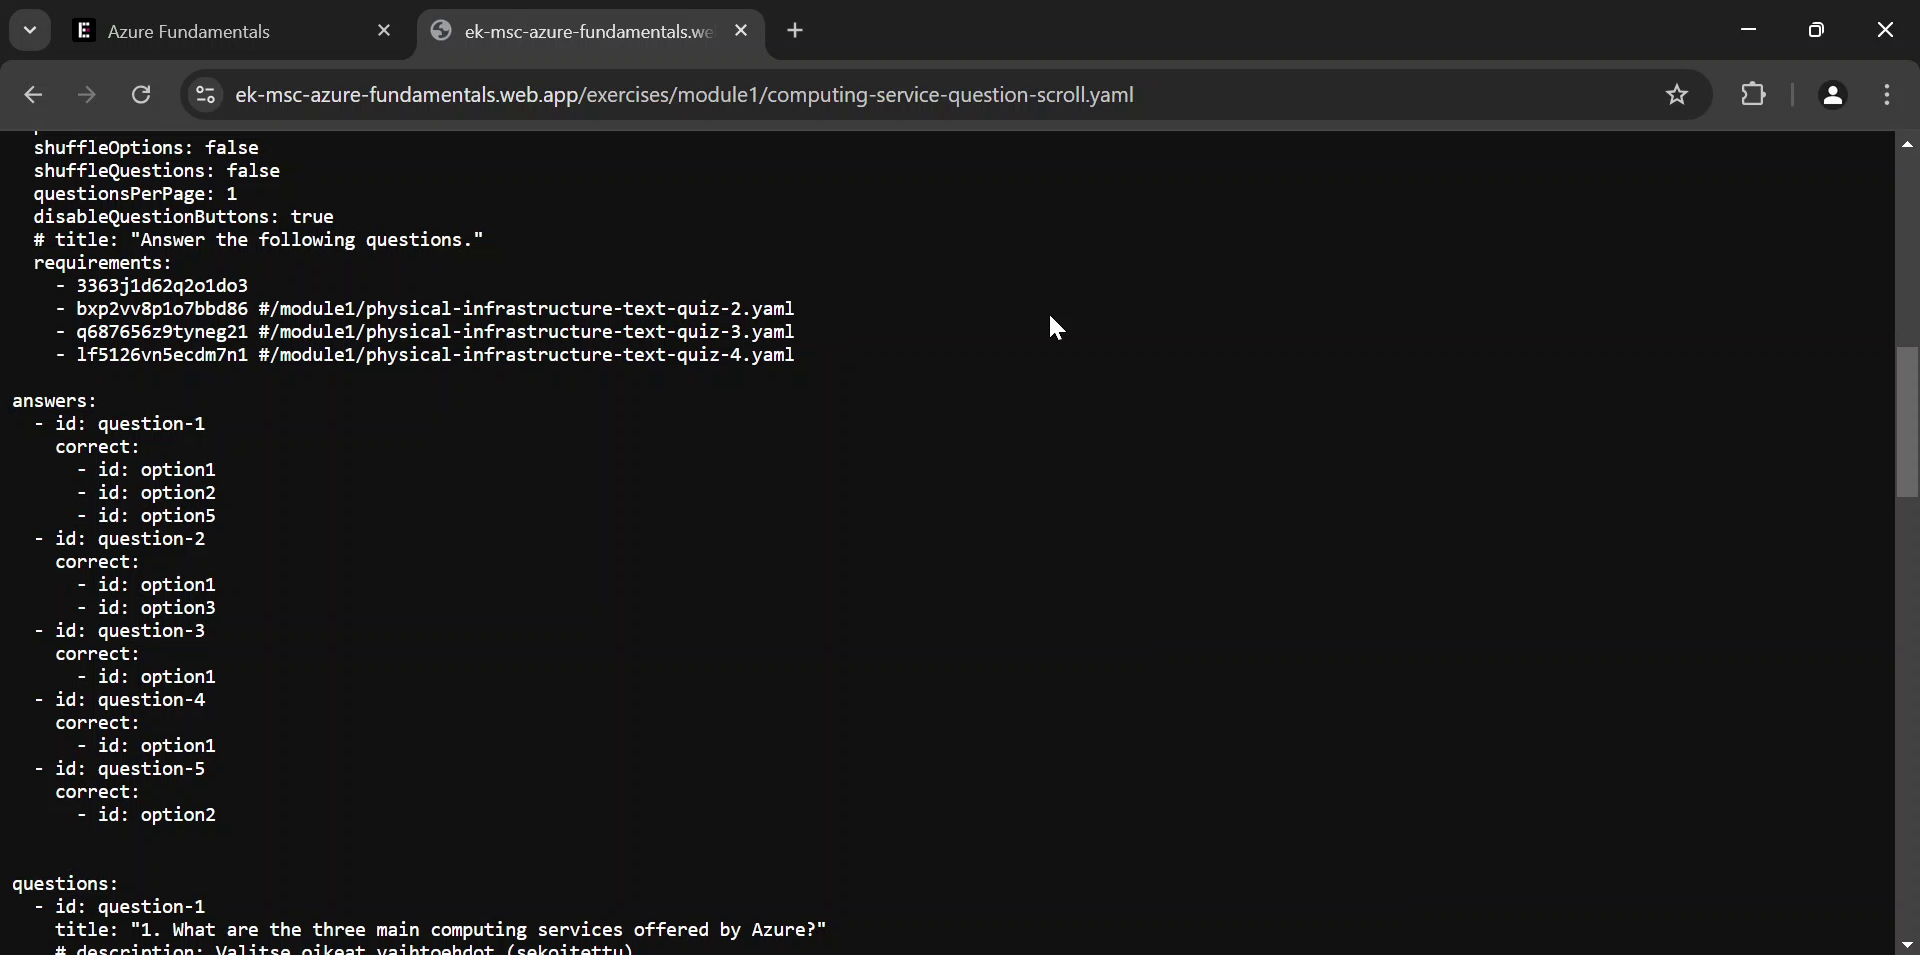 Azure Fundamentals
ek-msc-azure-fundamentals.we
ek-msc-azure-fundamentals.web.app/exercises/module1/computing-service-question-scroll.yaml
shuffleOptions: false
shuffleQuestions: false
questionsPerPage: 1
disableQuestionButtons: true
# title: "Answer the following questions."
requirements:
- 3363j1d62q2o1do3
- bxp2vv8p1o7bbd86 #/module1/physical-infrastructure-text-quiz-2.yaml
- q687656z9tyneg21 #/module1/physical-infrastructure-text-quiz-3.yaml
- lf5126vn5ecdm7n1 #/module1/physical-infrastructure-text-quiz-4.yaml
answers:
- id: question-1
correct:
- id: option1
- id: option2
- id: option5
- id: question-2
correct:
- id: option1
- id: option3
- id: question-3
correct:
- id: option1
- id: question-4
correct:
- id: option1
- id: question-5
correct:
- id: option2
questions:
- id: question-1
title: "1. What are the three main computing services offered by Azure?"
# description: Valitse oikeat vaihtoehdot (sekoitettu)